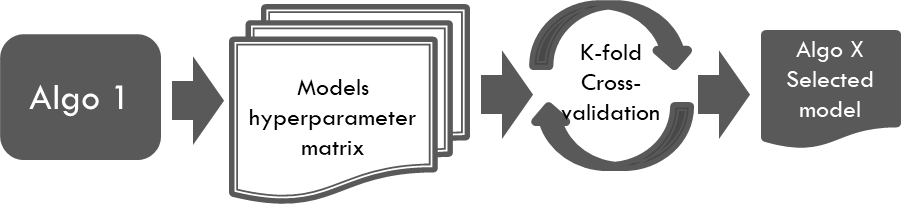 Algo 1
Models
hyperparameter
matrix
K-fold
Cross-
validation
Algo X
Selected
model